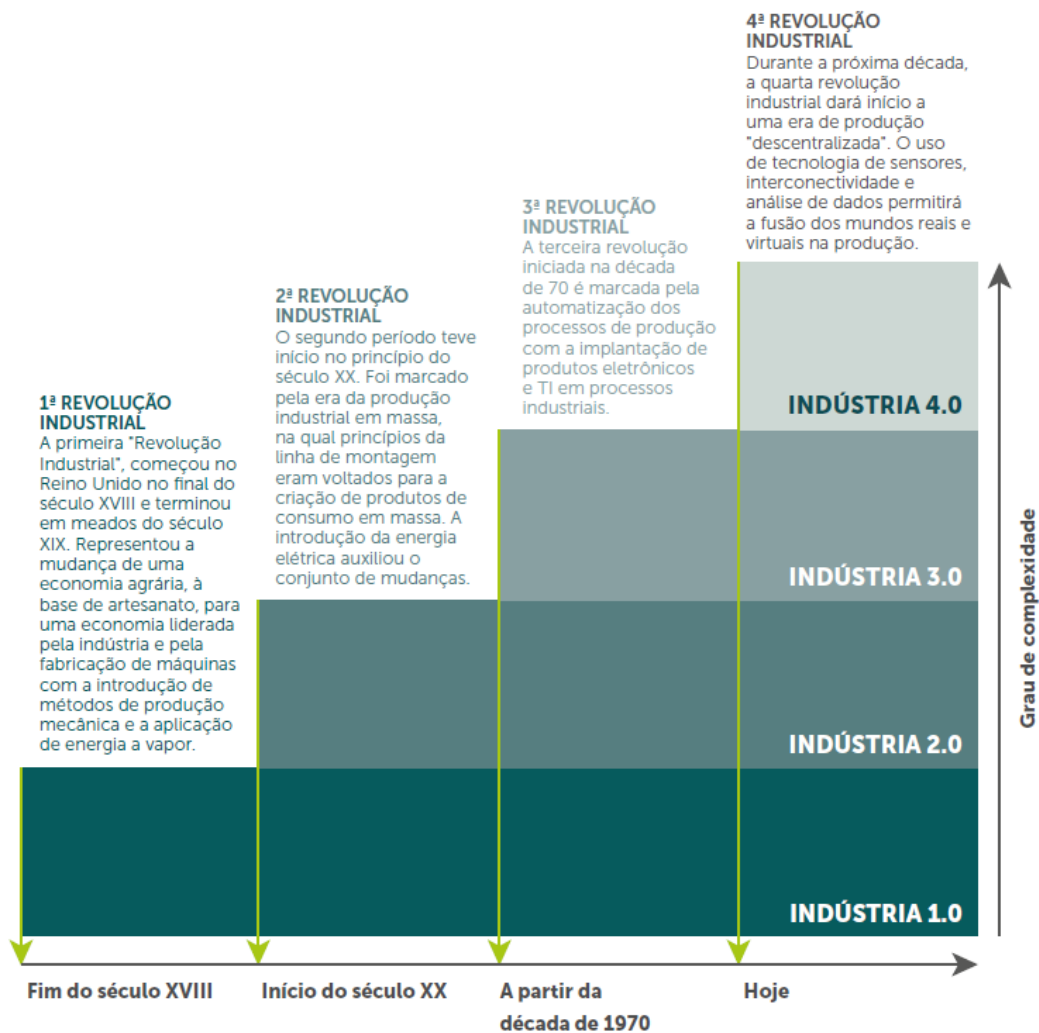 1ª REVOLUÇÃO
INDUSTRIAL
A primeira "Revolução
Industrial", começou no
Reino Unido no final do
século XVIII e terminou
em meados do século
XIX. Representou a
mudança de uma
economia agrária, à
base de artesanato, para
uma economia liderada
pela indústria e pela
fabricação de máquinas
com a introdução de
métodos de produção
mecânica e a aplicação
de energia a vapor.
2ª REVOLUÇÃO
INDUSTRIAL
O segundo período teve
início no princípio do
século XX. Foi marcado
pela era da produção
industrial em massa,
na qual princípios da
linha de montagem
eram voltados para a
criação de produtos de
consumo em massa. A
introdução da energia
elétrica auxiliou o
conjunto de mudanças.
3ª REVOLUÇÃO
INDUSTRIAL
A terceira revolução
iniciada na década
de 70 é marcada pela
automatização dos
processos de produção
com a implantação de
produtos eletrônicos
e TI em processos
industriais.
4ª REVOLUÇÃO
INDUSTRIAL
Durante a próxima década,
a quarta revolução
industrial dará início a
uma era de produção
"descentralizada". O uso
de tecnologia de sensores,
interconectividade e
análise de dados permitirá
a fusão dos mundos reais e
virtuais na produção.
INDÚSTRIA 4.0
INDÚSTRIA 3.0
INDÚSTRIA 2.0
INDÚSTRIA 1.0
Grau de complexidade
Fim do século XVIII
Início do século XX
A partir da
década de 1970
Hoje